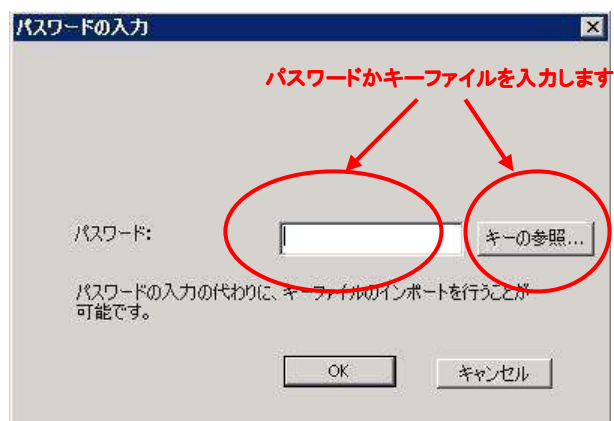 パスワードの入力
パスワードかキーファイルを入力します
パスワード:
キーの参照...
パスワードの入力の代わりに、キーファイルのインポートを行うことが
可能です。
OK
キャンセル